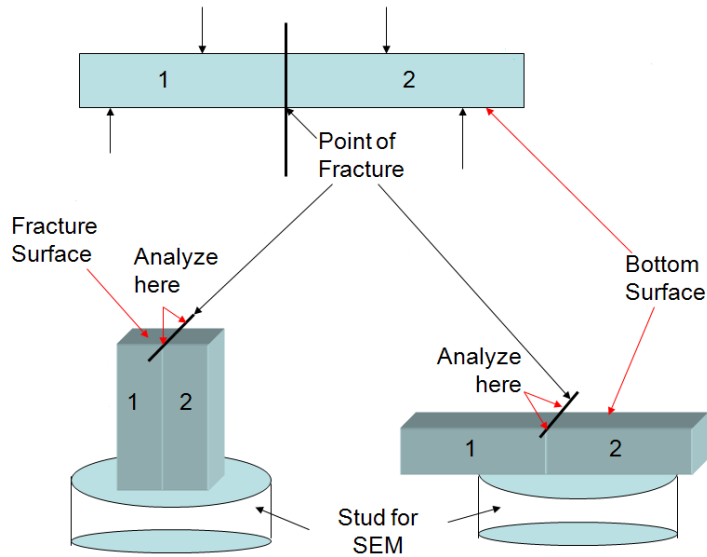 1
2
Point of
Fracture
Fracture
Surface
Analyze
here
Bottom
Surface
Analyze
here
1
2
1
2
Stud for
SEM